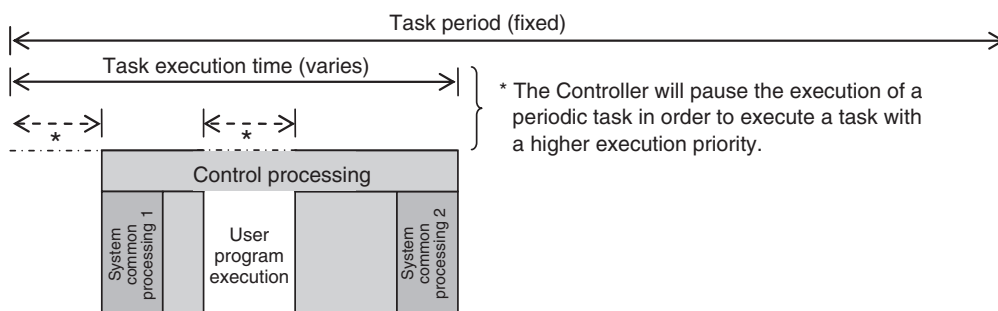 Task period (fixed)
Task execution time (varies)
* The Controller will pause the execution of a
periodic task in order to execute a task with
a higher execution priority.
*
*
Control processing
System
common
processing 1
User
program
execution
System
common
processing 2